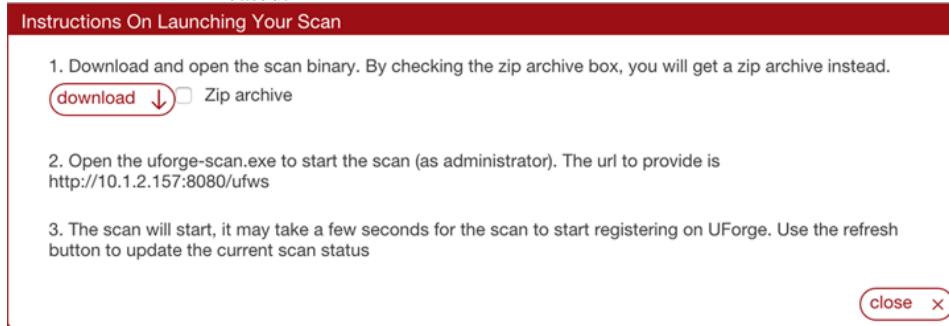 Instructions On Launching Your Scan
1. Download and open the scan binary. By checking the zip archive box, you will get a zip archive instead.
download Zip archive
2. Open the uforge-scan.exe to start the scan (as administrator). The url to provide is
http://10.1.2.157:8080/ufws
3. The scan will start, it may take a few seconds for the scan to start registering on UForge. Use the refresh
button to update the current scan status
close